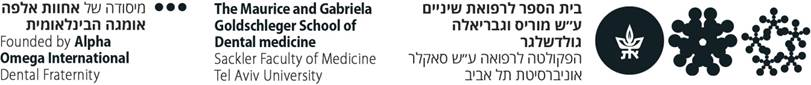 בית הספר לרפואת שיניים
ע״ש מוריס וגבריאלה
גולדשלגר
הפקולטה לרפואה ע״ש סאקלר
אוניברסיטת תל אביב
The Maurice and Gabriela
Goldschleger School of
Dental medicine
Sackler Faculty of Medicine
Tel Aviv University
מיסודה של אחוות אלפה
אומגה הבינלאומית
Founded by Alpha
Omega International
Dental Fraternity